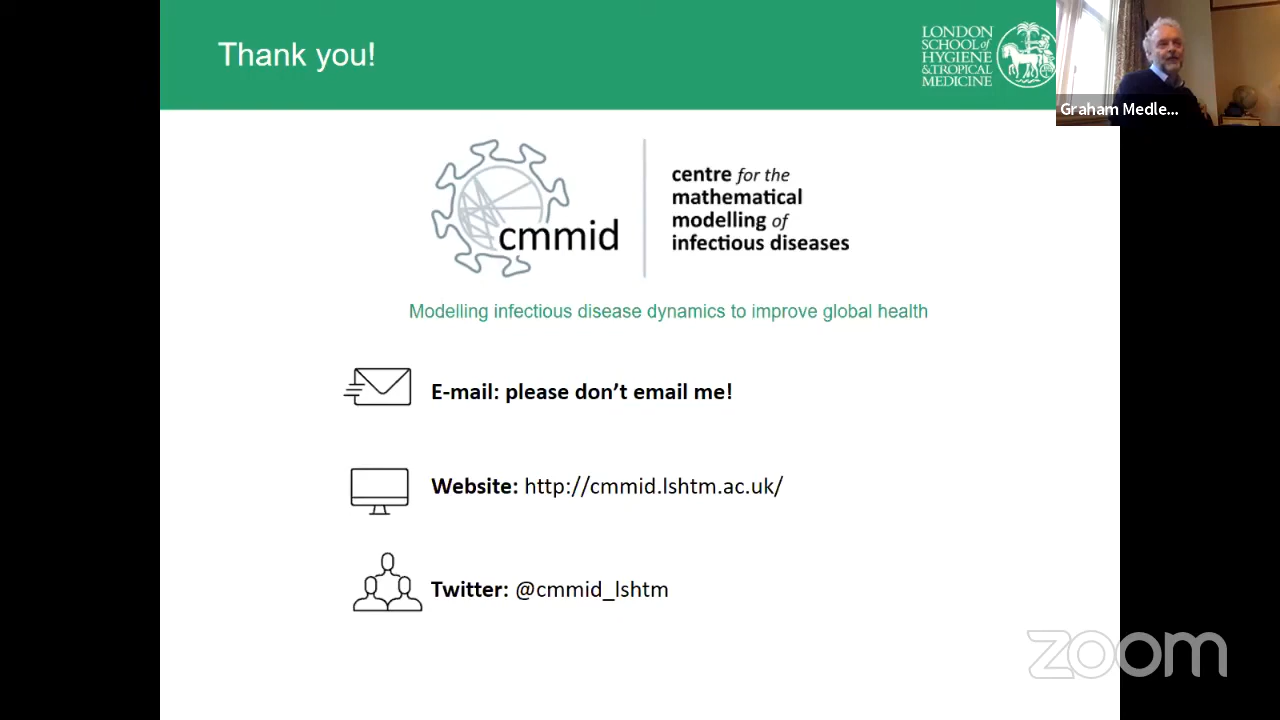 Thank you!
LONDON
SCHOOL of
HYGIENE
& TROPICAL
MEDICINE
Graham Medle...
cmmid
centre for the
mathematical
modelling of
infectious diseases
Modelling infectious disease dynamics to improve global health
E-mail: please don’t email me!
Website: http://cmmid.lshtm.ac.uk/
Twitter: @cmmid_lshtm
zoom